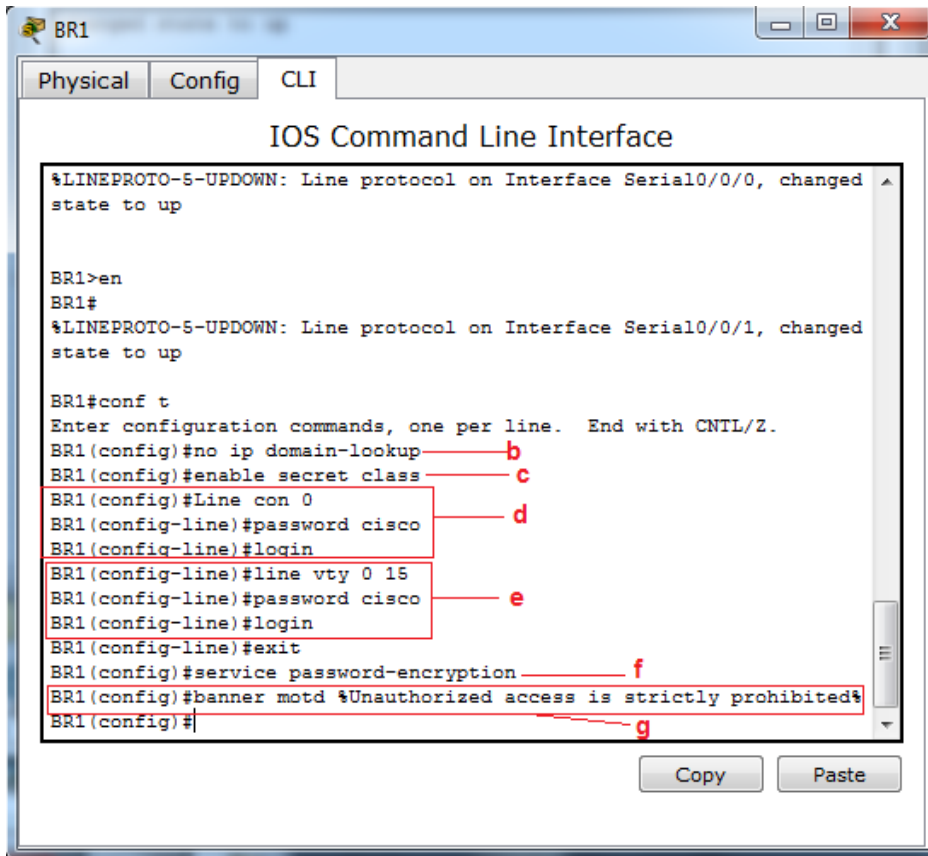 BR1
Physical
Config
CLI
IOS Command Line Interface
%LINEPROTO-5-UPDOWN: Line protocol on Interface Serial0/0/0, changed
state to up
BR1>en
BR1#
%LINEPROTO-5-UPDOWN: Line protocol on Interface Serial0/0/1, changed
state to up
BR1#conf t
Enter configuration commands, one per line.  End with CNTL/Z.
BR1(config)#no ip domain-lookup b
BR1(config)#enable secret class c
BR1(config)#Line con 0
BR1(config-line)#password cisco d
BR1(config-line)#login
BR1(config-line)#line vty 0 15
BR1(config-line)#password cisco e
BR1(config-line)#login
BR1(config-line)#exit
BR1(config)#service password-encryption f
BR1(config)#banner motd %Unauthorized access is strictly prohibited%
BR1(config)# g
Copy
Paste